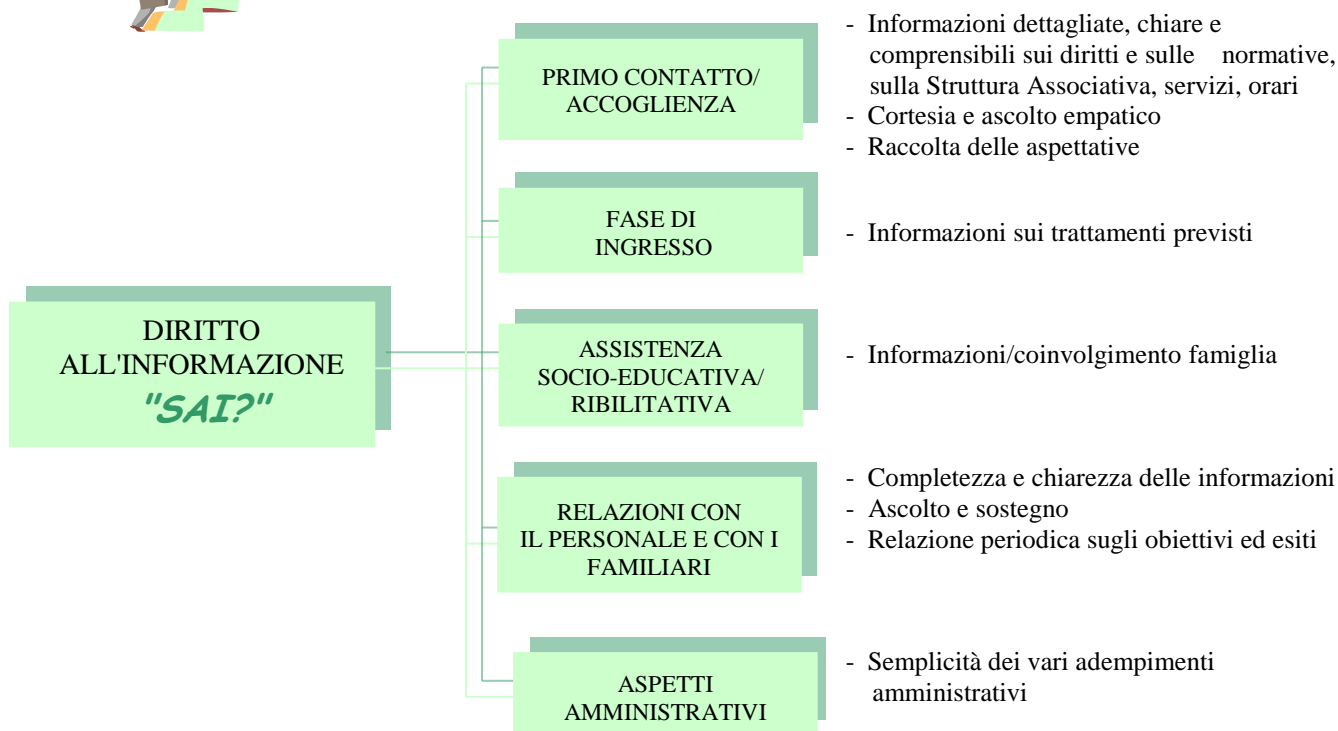 DIRITTO
ALL'INFORMAZIONE
"SAI?"
PRIMO CONTATTO/
ACCOGLIENZA
- Informazioni dettagliate, chiare e
comprensibili sui diritti e sulle normative,
sulla Struttura Associativa, servizi, orari
- Cortesia e ascolto empatico
- Raccolta delle aspettative
FASE DI
INGRESSO
- Informazioni sui trattamenti previsti
ASSISTENZA
SOCIO-EDUCATIVA/
RIBILITATIVA
- Informazioni/coinvolgimento famiglia
RELAZIONI CON
IL PERSONALE E CON I
FAMILIARI
- Completezza e chiarezza delle informazioni
- Ascolto e sostegno
- Relazione periodica sugli obiettivi ed esiti
ASPETTI
AMMINISTRATIVI
- Semplicità dei vari adempimenti
amministrativi